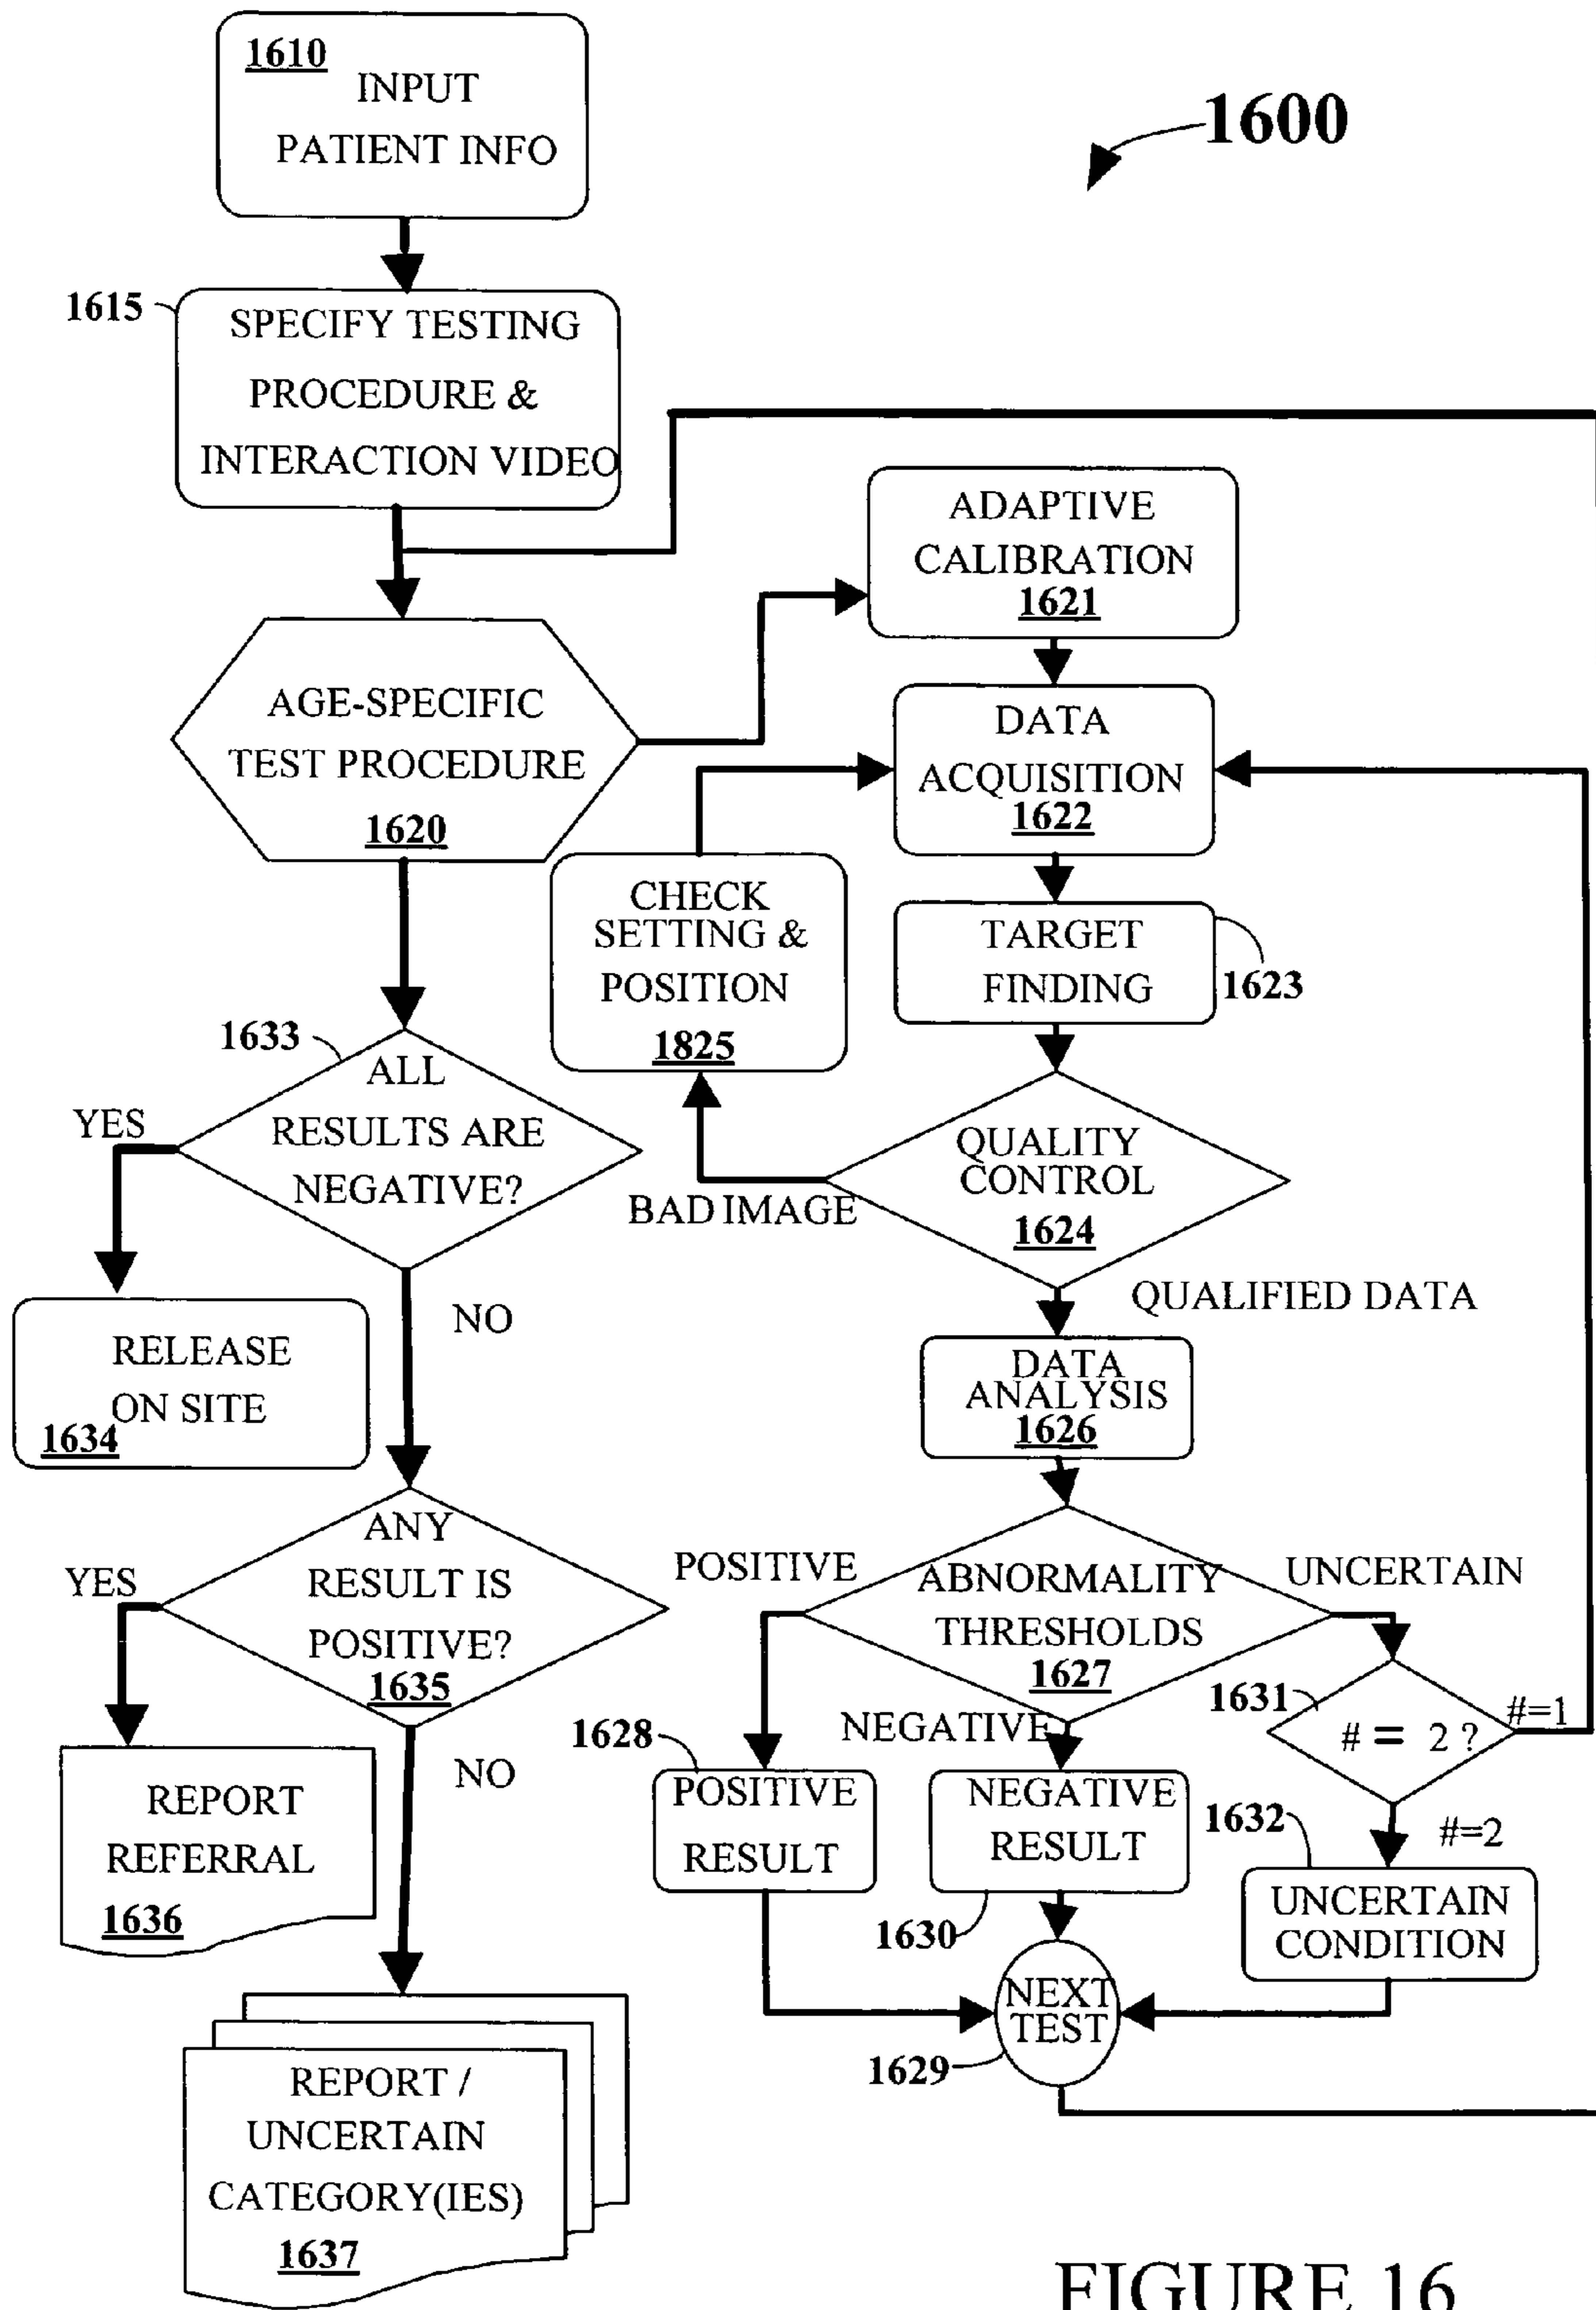 1610
INPUT
PATIENT INFO
1600
1615
SPECIFY TESTING
PROCEDURE &
INTERACTION VIDEO
ADAPTIVE
CALIBRATION
1621
AGE-SPECIFIC
TEST PROCEDURE
1620
DATA
ACQUISITION
1622
CHECK
SETTING &
POSITION
1825
TARGET
FINDING
1623
1633
ALL
RESULTS ARE
NEGATIVE?
YES
NO
QUALITY
CONTROL
1624
BAD IMAGE
QUALIFIED DATA
RELEASE
ON SITE
1634
DATA
ANALYSIS
1626
ANY
RESULT IS
POSITIVE?
1635
YES
NO
POSITIVE
ABNORMALITY
THRESHOLDS
1627
UNCERTAIN
NEGATIVE
1631
# = 2 ?
#=1
#=2
1628
POSITIVE
RESULT
NEGATIVE
RESULT
1630
1632
UNCERTAIN
CONDITION
REPORT
REFERRAL
1636
NEXT
TEST
1629
REPORT /
UNCERTAIN
CATEGORY(IES)
1637
FIGURE 16